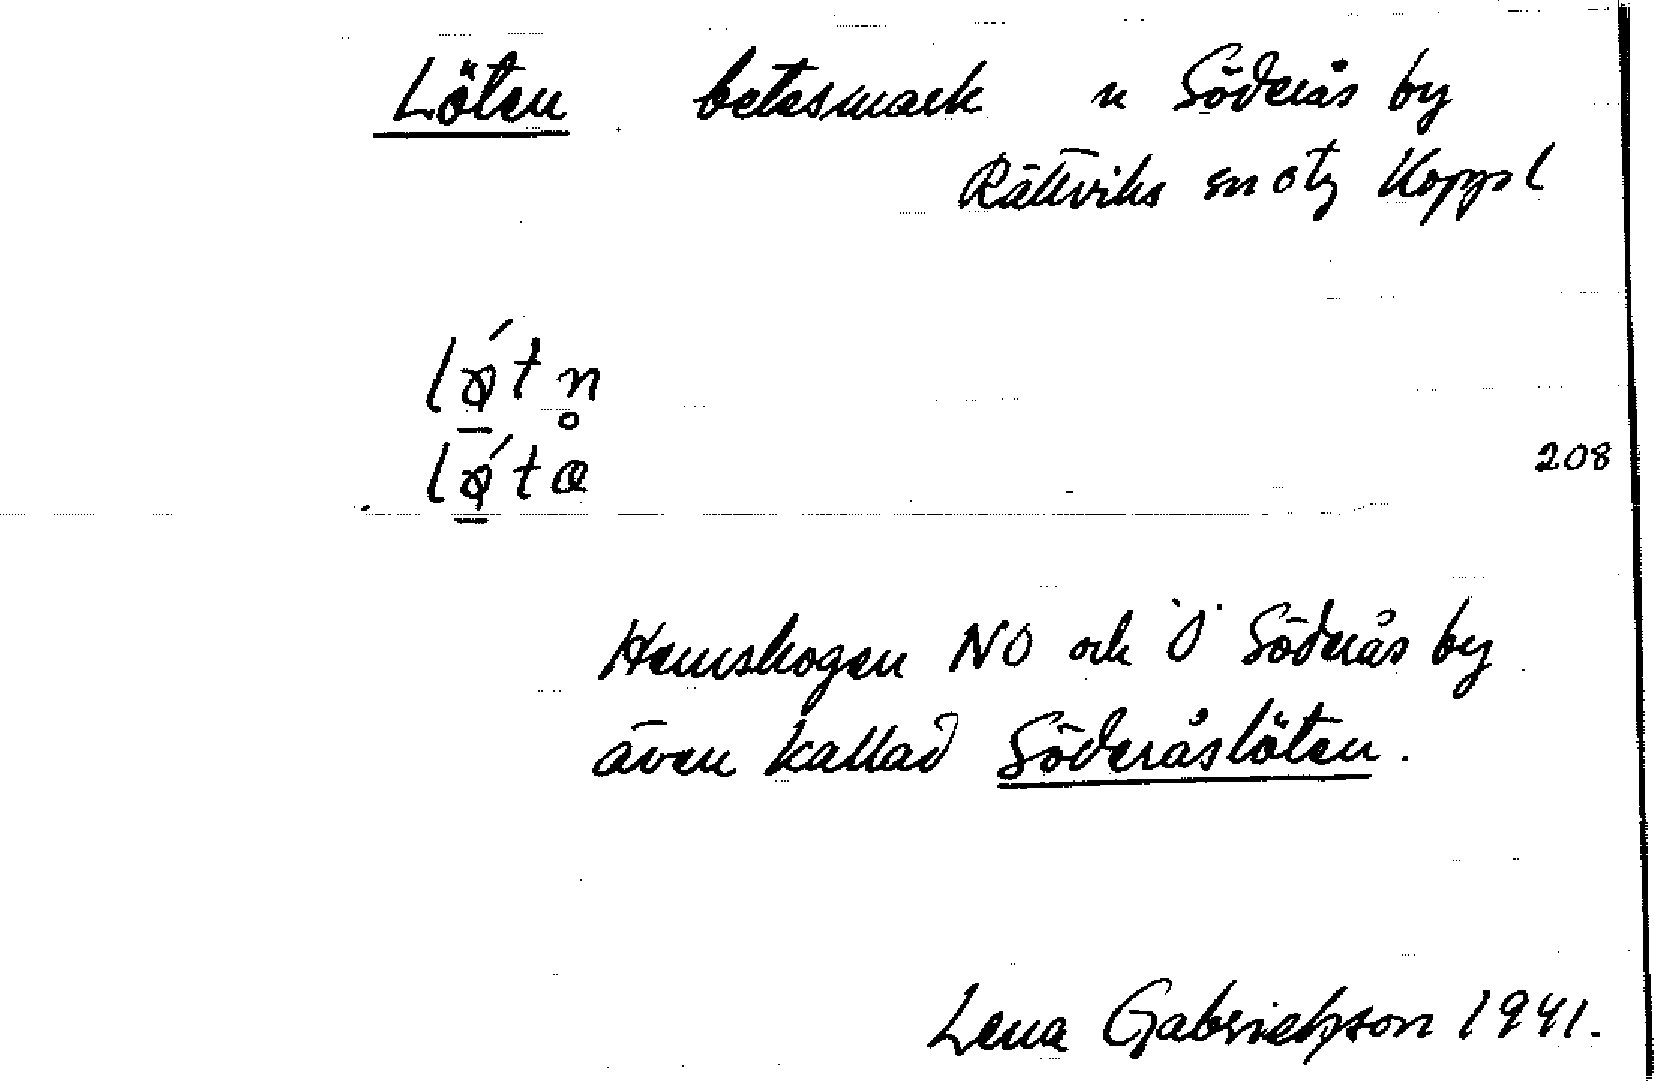 Löten betesmark n Söderås by
Rättviks sn o tg Kopps l
lǿtn̥
lǿta
208
Hemskogen NO och Ö Söderås by
även kallad Söderåslöten.
Lena Gabrielsson 1941.